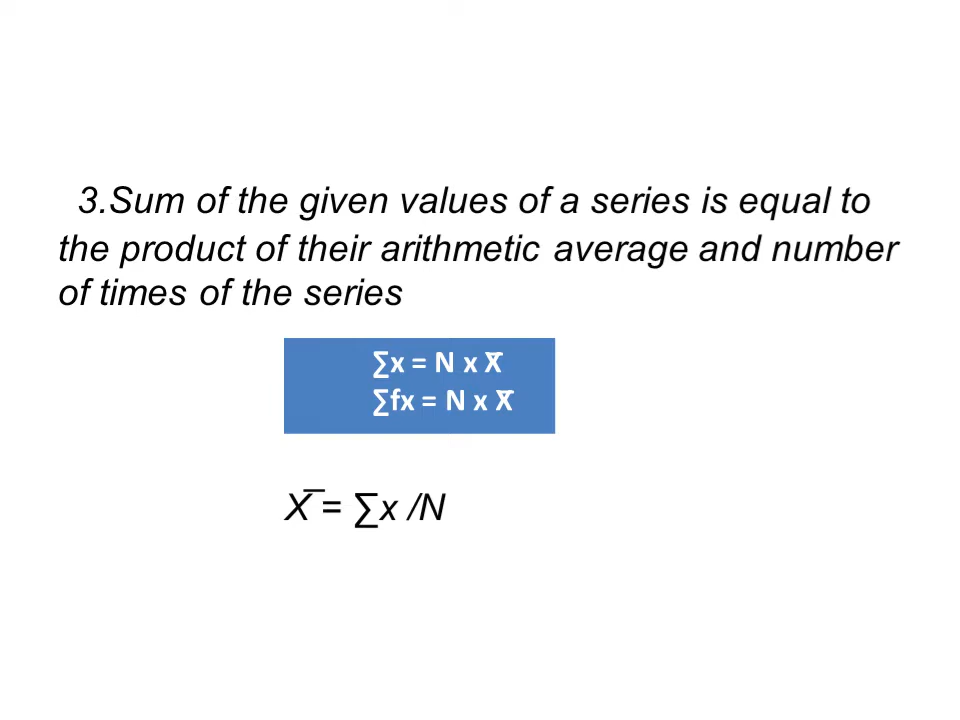 3.Sum of the given values of a series is equal to
the product of their arithmetic average and number
of times of the series
∑x = N x X̅
∑fx = N x X̅
X̅ = ∑x /N